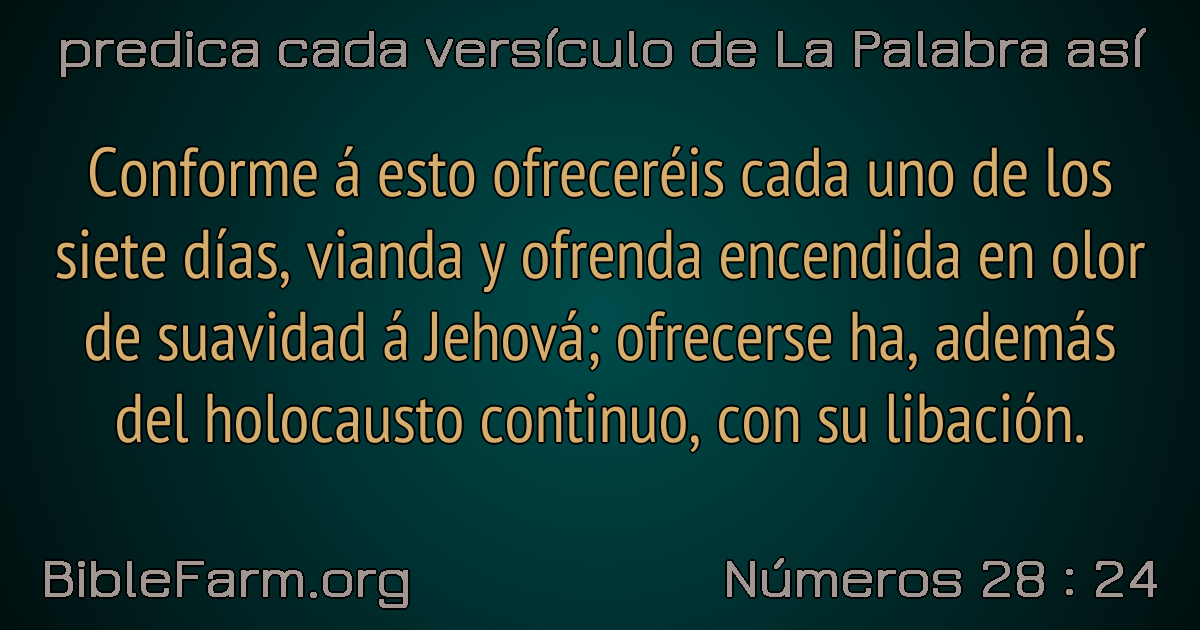 predica cada versículo de La Palabra así
Conforme á esto ofreceréis cada uno de los
siete días, vianda y ofrenda encendida en olor
de suavidad á Jehová; ofrecerse ha, además
del holocausto continuo, con su libación.
BibleFarm.org
Números 28 : 24